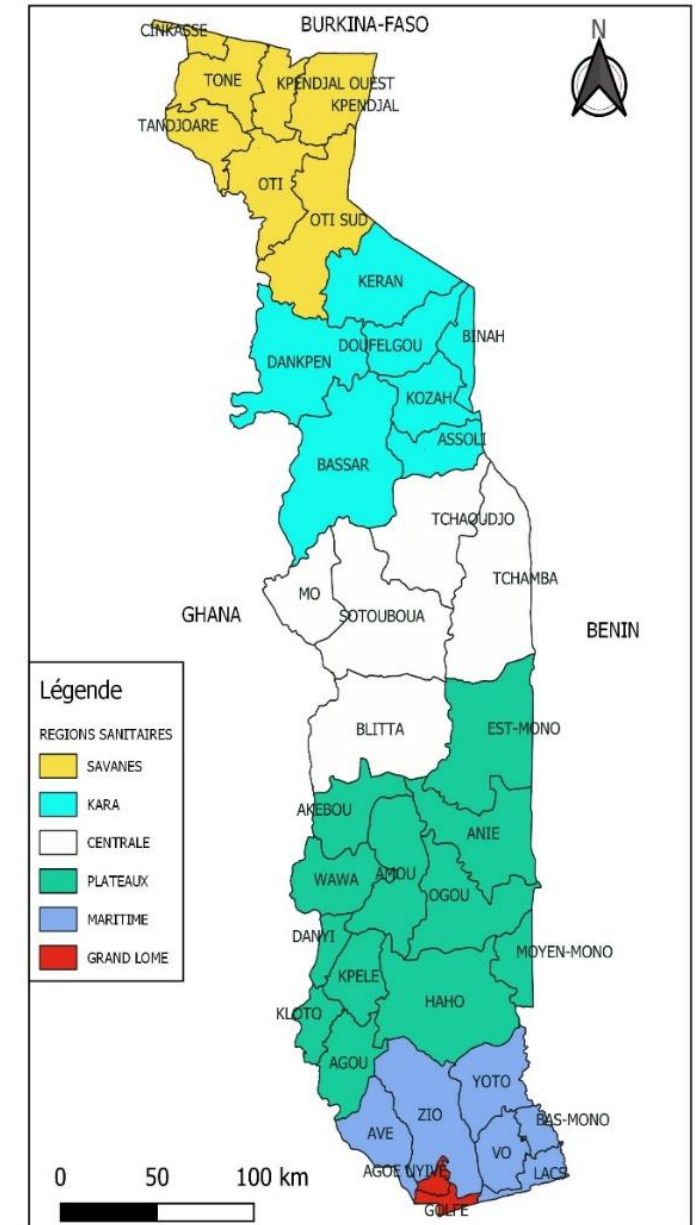 BURKINA-FASO
N
CINKASSE
TONE
KPENDJAL OUEST
KPENDJAL
TANDJOARE
OTI
OTI SUD
KERAN
BINAH
DOUFELGOU
DANKPEN
KOZAH
ASSOLI
BASSAR
TCHAOUDJO
TCHAMBA
MO
SOTOUBOUA
GHANA
BENIN
BLITTA
EST-MONO
AKEBOU
ANIE
WAWA
AMOU
OGOU
DANYI
MOYEN-MONO
KPELE
HAHO
KLOTO
AGOU
YOTO
ZIO
BAS-MONO
AVE
VO
AGOE NYIVE
LACS
GOLFE
Légende
REGIONS SANITAIRES
SAVANES
KARA
CENTRALE
PLATEAUX
MARITIME
GRAND LOME
0 50 100 km